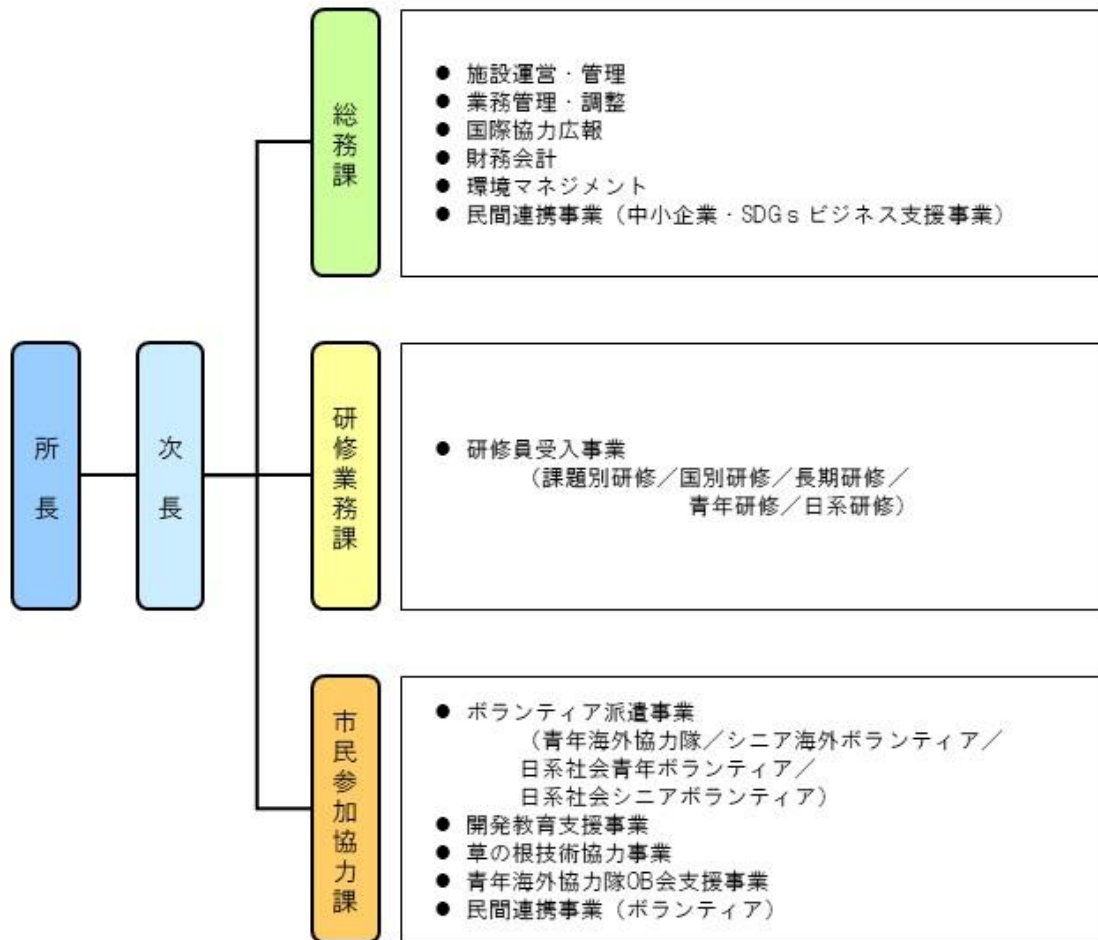 所長
次長
総務課
● 施設運営・管理
● 業務管理・調整
● 国際協力広報
● 財務会計
● 環境マネジメント
● 民間連携事業（中小企業・SDGｓビジネス支援事業）
研修業務課
● 研修員受入事業
（課題別研修／国別研修／長期研修／
青年研修／日系研修）
市民参加協力課
● ボランティア派遣事業
（青年海外協力隊／シニア海外ボランティア／
日系社会青年ボランティア／
日系社会シニアボランティア）
● 開発教育支援事業
● 草の根技術協力事業
● 青年海外協力隊OB会支援事業
● 民間連携事業（ボランティア）